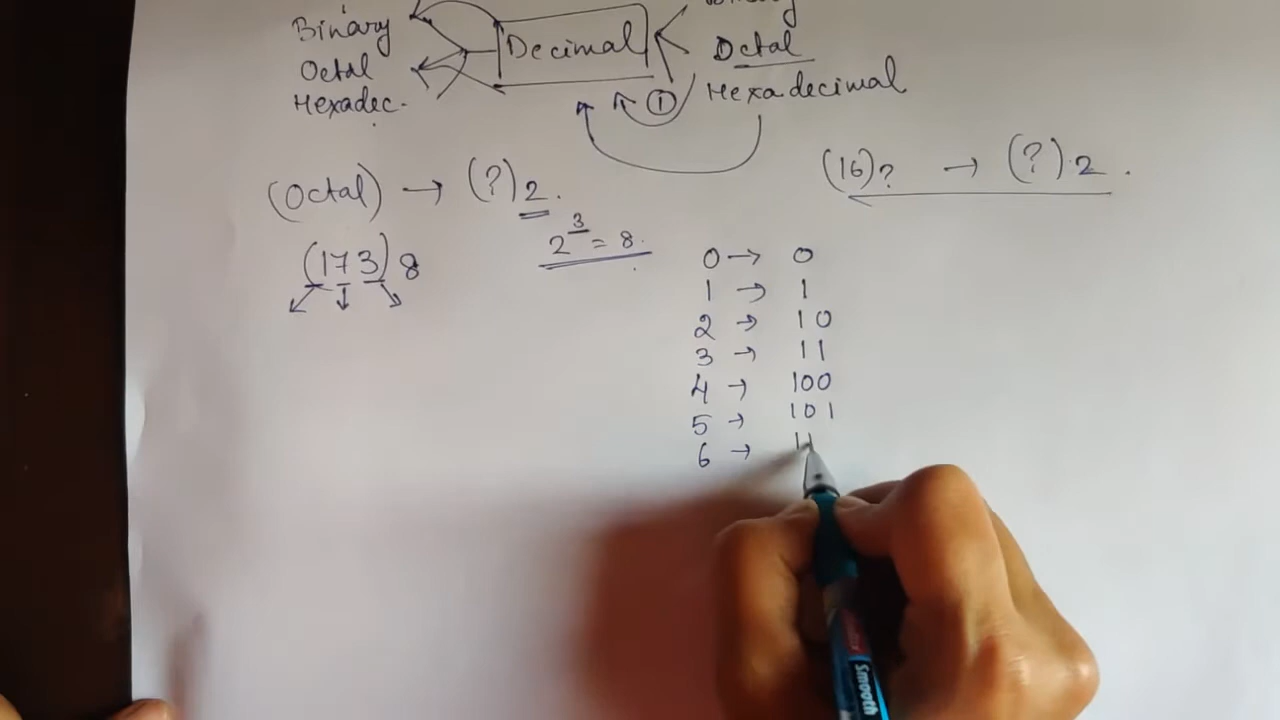 Binary
Octal
Hexadec.
Decimal
Octal
Hexadecimal
①
(Octal) → (?)2.
(173)8
2^3 = 8.
(16)? → (?)2.
0 → 0
1 → 1
2 → 10
3 → 11
4 → 100
5 → 101
6 → 11
Smooth